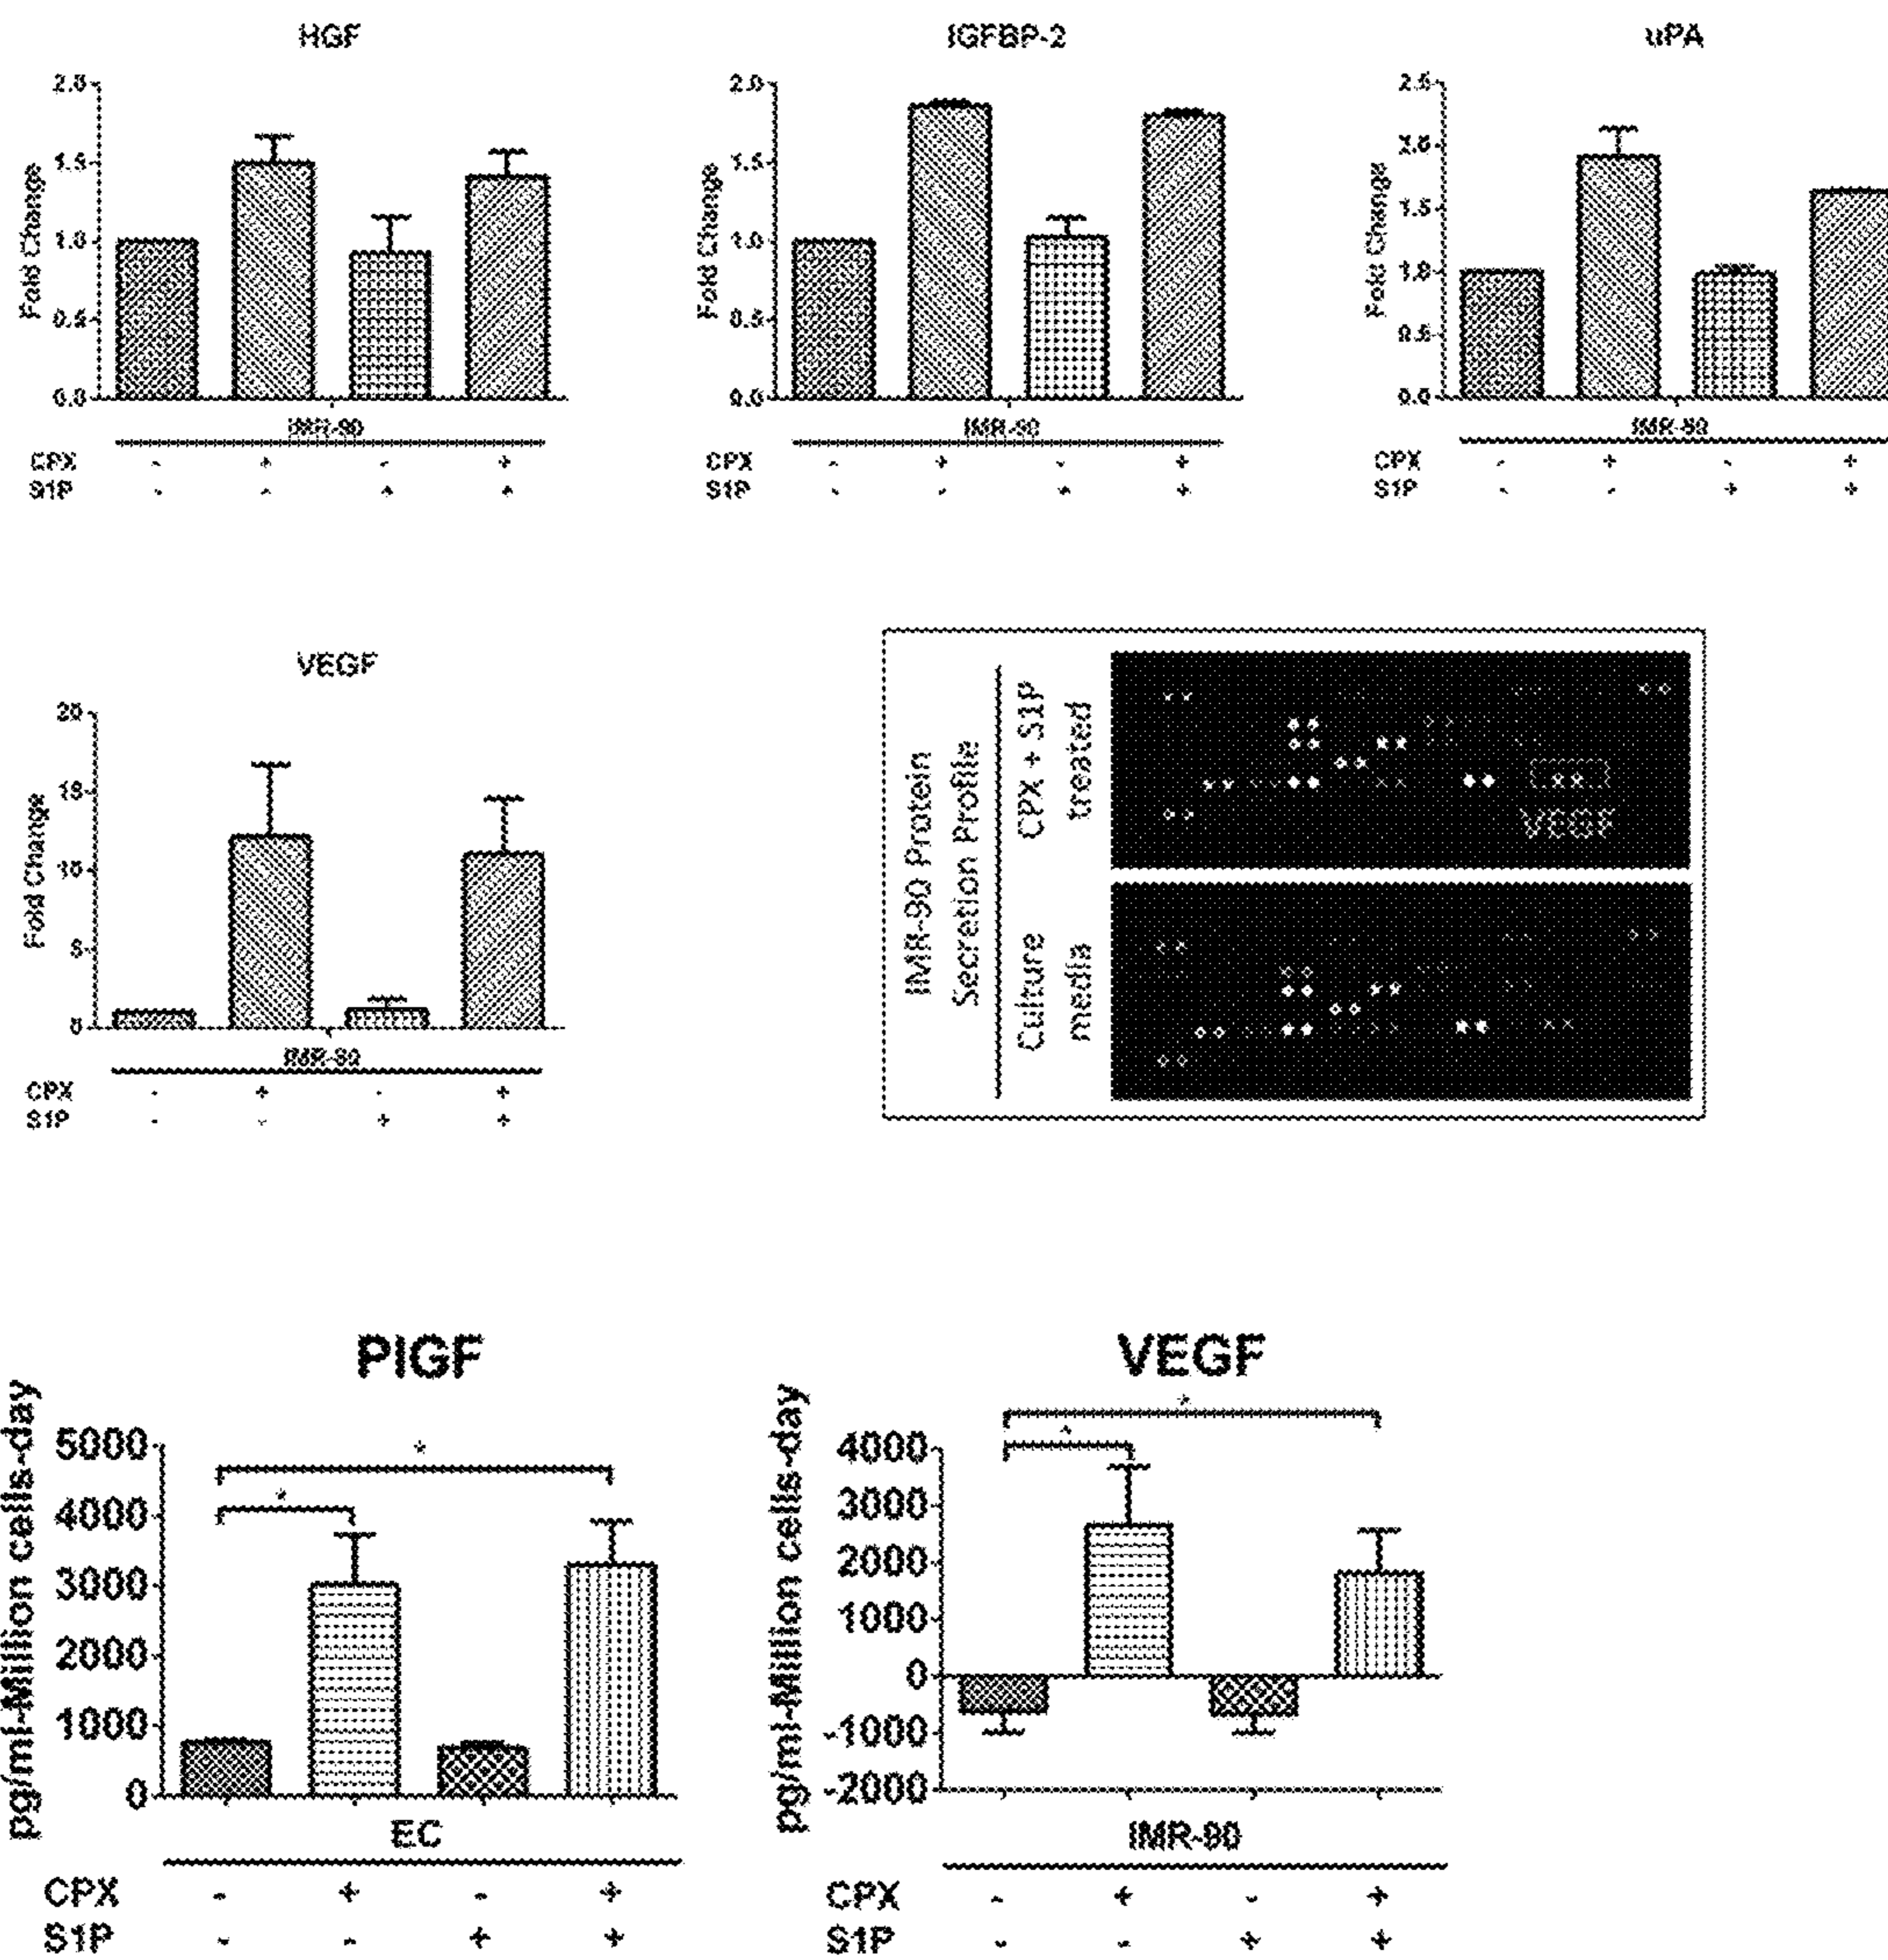 HGF
2.0
1.5
1.0
0.5
0.0
Fold Change
IMR-90
CPX - + - +
S1P - - + +
IGFBP-2
2.0
1.5
1.0
0.5
0.0
Fold Change
IMR-90
CPX - + - +
S1P - - + +
uPA
2.5
2.0
1.5
1.0
0.5
0.0
Fold Change
IMR-90
CPX - + - +
S1P - - + +
VEGF
20
15
10
5
0
Fold Change
IMR-90
CPX - + - +
S1P - - + +
IMR-90 Protein
Secretion Profile
CPX + S1P
treated
VEGF
Culture
media
PlGF
pg/ml-Million cells-day
5000
4000
3000
2000
1000
0
*
*
EC
CPX - + - +
S1P - - + +
VEGF
pg/ml-Million cells-day
4000
3000
2000
1000
0
-1000
-2000
*
*
IMR-90
CPX - + - +
S1P - - + +